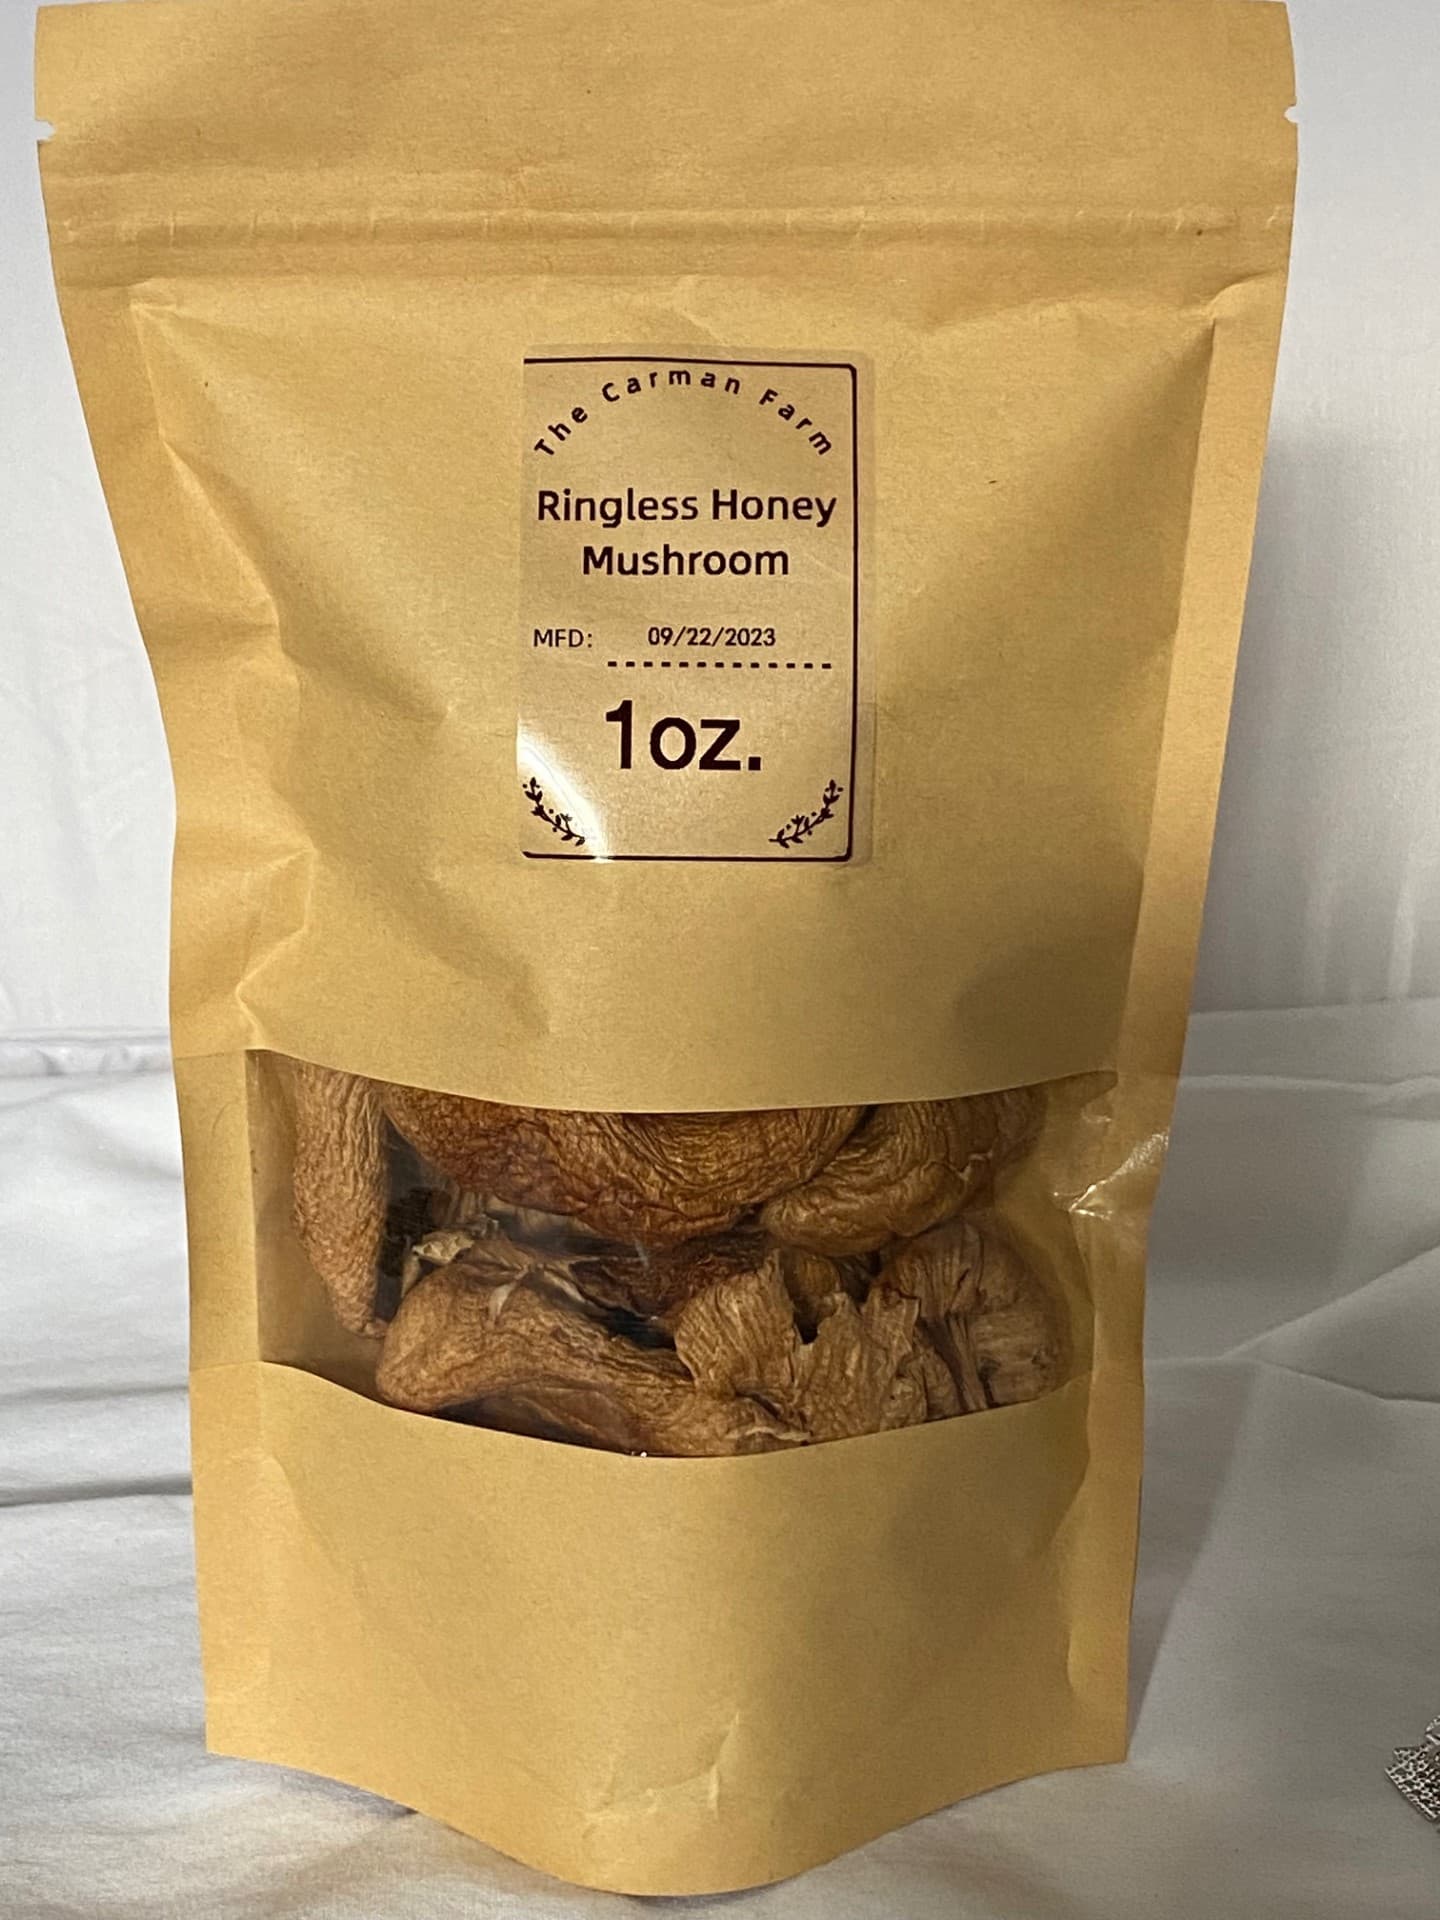 The Carman Farm
Ringless Honey
Mushroom
MFD: 09/22/2023
1oz.